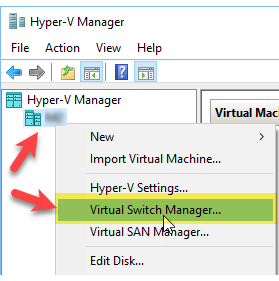 Hyper-V Manager
File Action View Help
Hyper-V Manager
Virtual
New
Import Virtual Machine...
Hyper-V Settings...
Virtual Switch Manager...
Virtual SAN Manager...
Edit Disk...